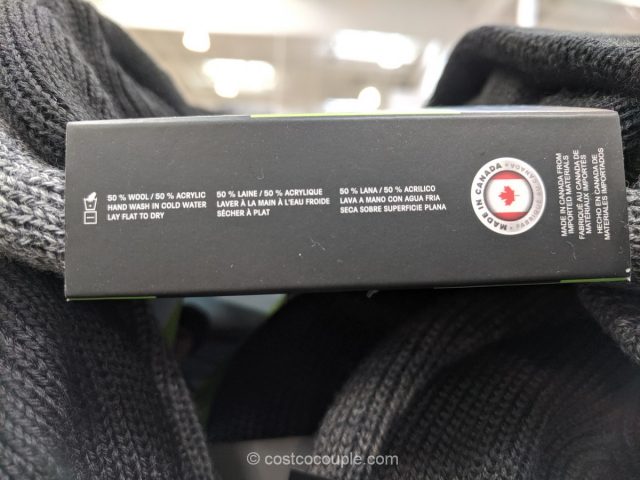 50 % WOOL / 50 % ACRYLIC
HAND WASH IN COLD WATER
LAY FLAT TO DRY
50 % LAINE / 50 % ACRYLIQUE
LAVER À LA MAIN À L'EAU FROIDE
SÉCHER À PLAT
50 % LANA / 50 % ACRILICO
LAVA A MANO CON AGUA FRIA
SECA SOBRE SUPERFICIE PLANA
MADE IN CANADA
MADE IN CANADA FROM
IMPORTED MATERIALS
FABRIQUÉ AU CANADA DE
MATÉRIAUX IMPORTÉS
HECHO EN CANADA DE
MATERIALES IMPORTADOS
© costcocouple.com